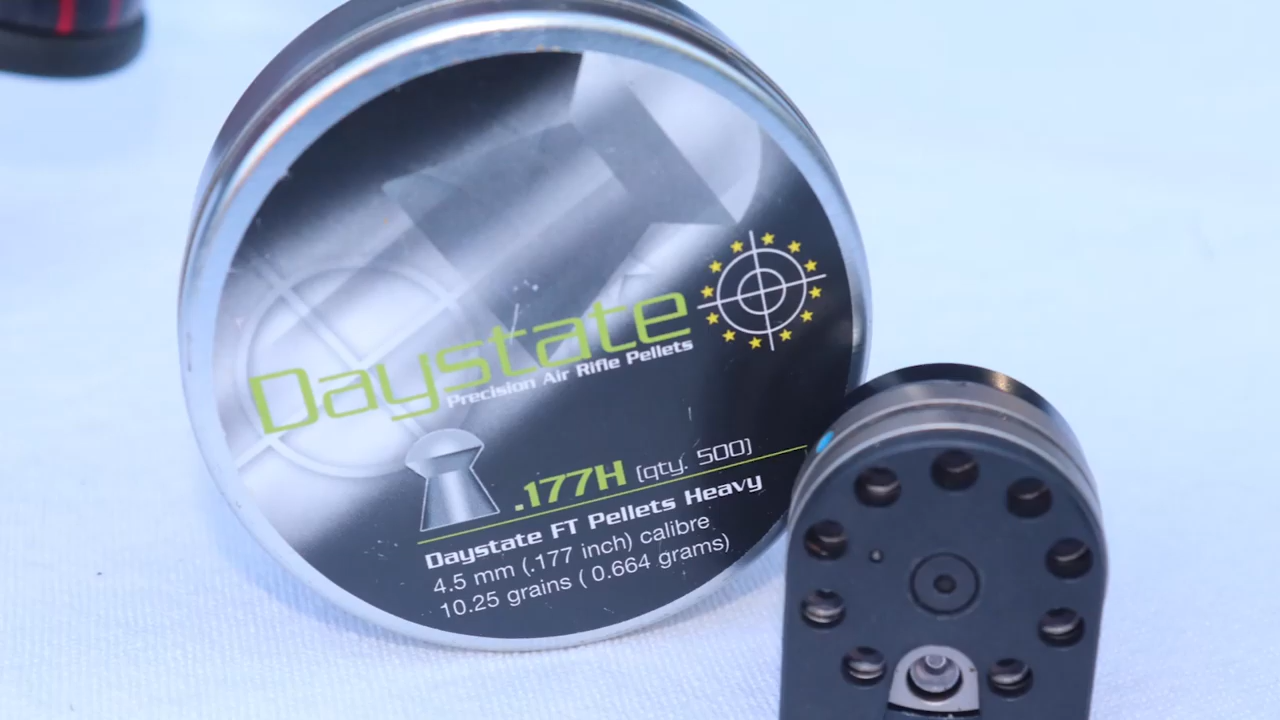 Daystate
Precision Air Rifle Pellets
.177H (qty. 500)
Daystate FT Pellets Heavy
4.5 mm (.177 inch) calibre
10.25 grains ( 0.664 grams)